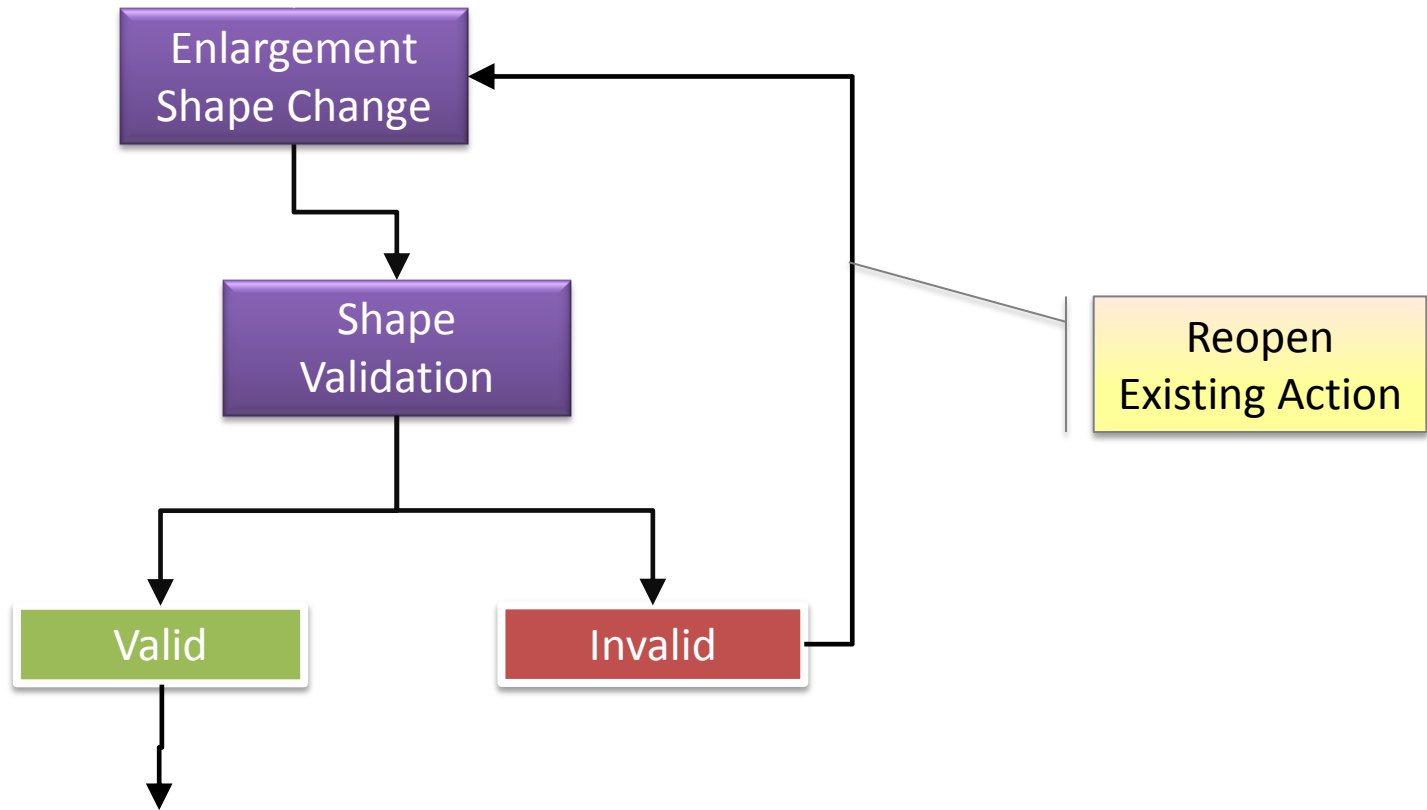 Enlargement
Shape Change
Shape
Validation
Reopen
Existing Action
Valid
Invalid